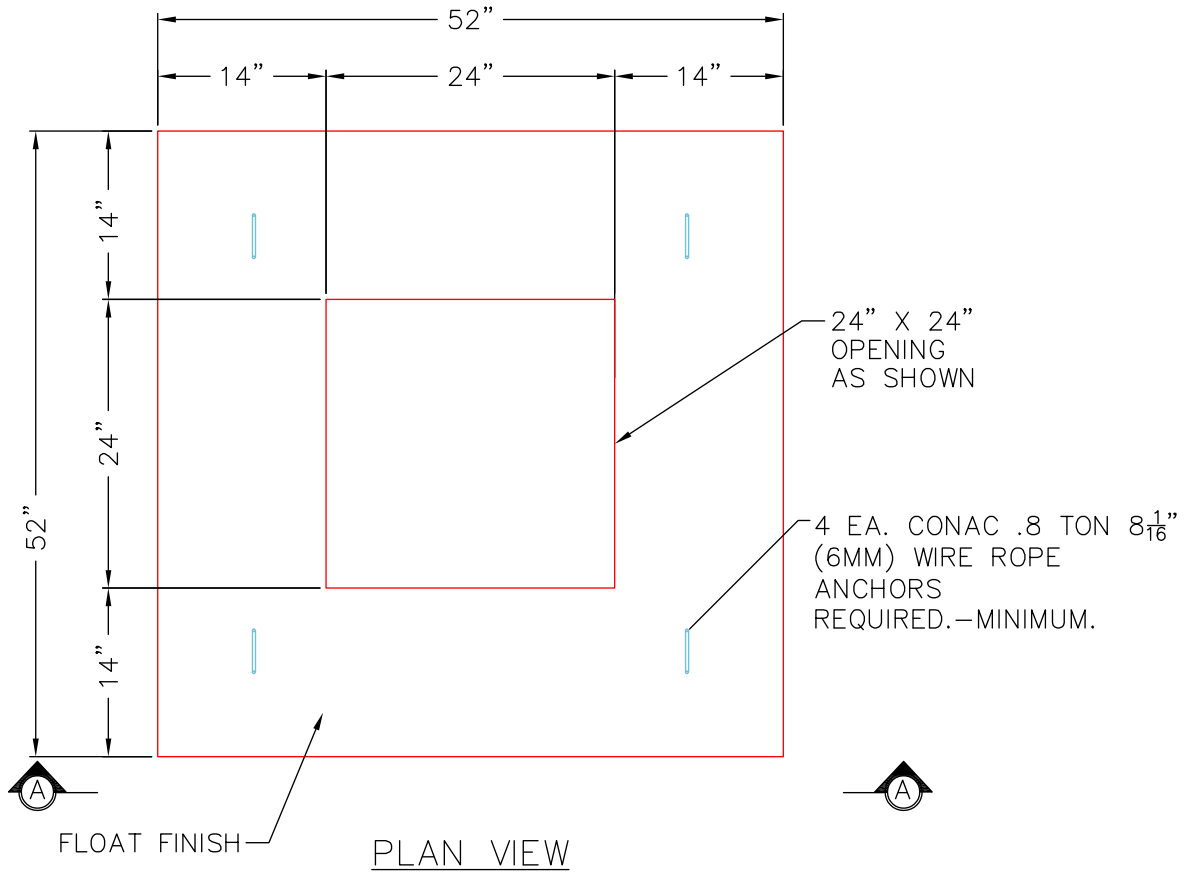 52”
14” 24” 14”
14”
24”
52”
14”
24” X 24”
OPENING
AS SHOWN
4 EA. CONAC .8 TON 8 1/16”
(6MM) WIRE ROPE
ANCHORS
REQUIRED.–MINIMUM.
A A
FLOAT FINISH
PLAN VIEW